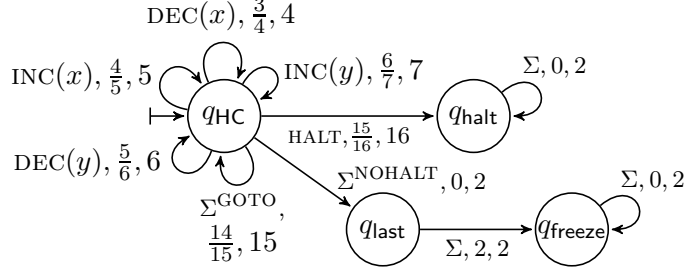 DEC(x), 3/4, 4
INC(x), 4/5, 5
INC(y), 6/7, 7
Σ, 0, 2
q_HC
q_halt
HALT, 15/16, 16
DEC(y), 5/6, 6
Σ^NOHALT, 0, 2
Σ^GOTO,
14/15, 15
Σ, 0, 2
q_last
q_freeze
Σ, 2, 2